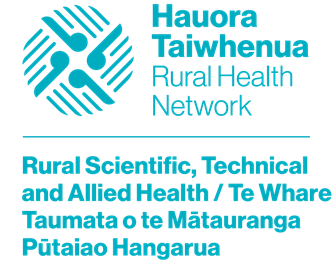 Hauora
Taiwhenua
Rural Health
Network
Rural Scientific, Technical
and Allied Health / Te Whare
Taumata o te Mātauranga
Pūtaiao Hangarua